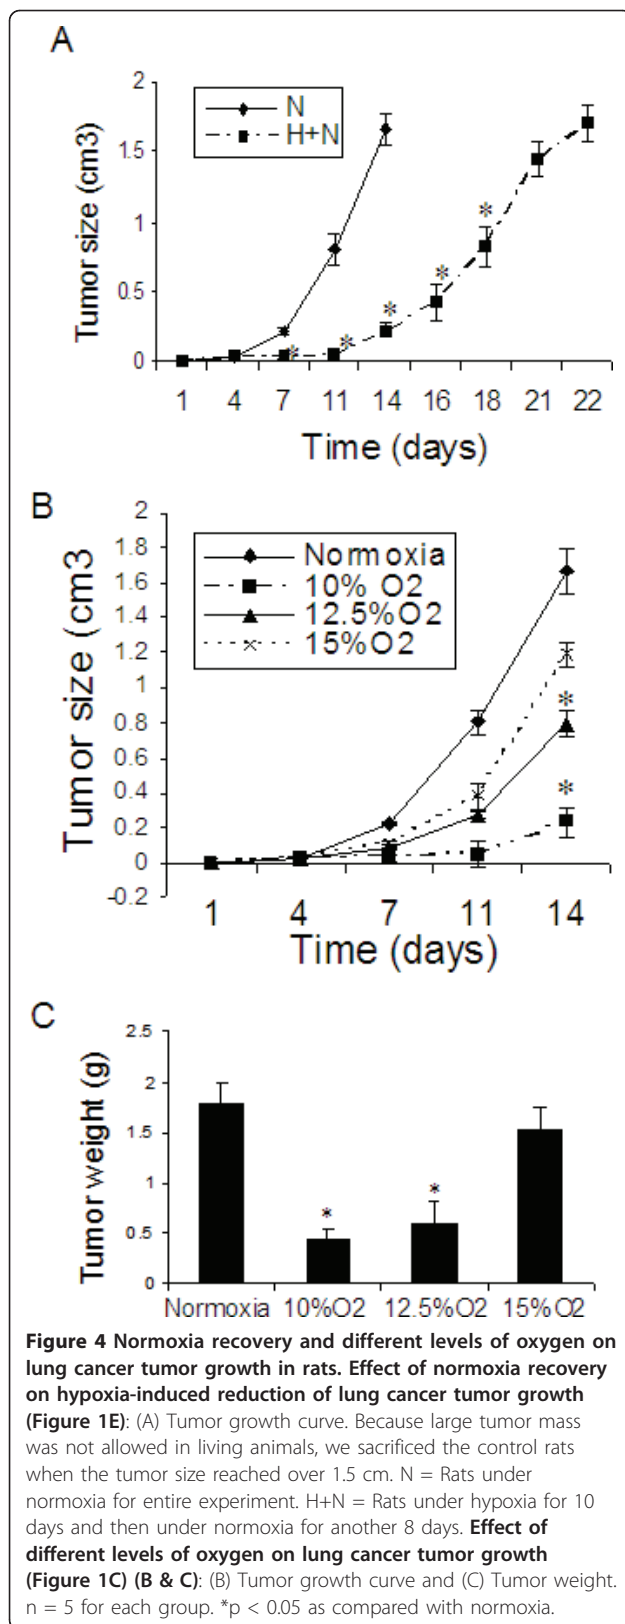 A
2
1.5
1
0.5
0
Tumor size (cm3)
N
H+N
*
*
*
*
*
1 4 7 11 14 16 18 21 22
Time (days)
B
2
1.8
1.6
1.4
1.2
1
0.8
0.6
0.4
0.2
0
-0.2
Tumor size (cm3
Normoxia
10% O2
12.5%O2
15%O2
*
*
1 4 7 11 14
Time (days)
C
2.5
2
1.5
1
0.5
0
Tumor weight (g)
*
*
Normoxia 10%O2 12.5%O2 15%O2
Figure 4 Normoxia recovery and different levels of oxygen on
lung cancer tumor growth in rats. Effect of normoxia recovery
on hypoxia-induced reduction of lung cancer tumor growth
(Figure 1E): (A) Tumor growth curve. Because large tumor mass
was not allowed in living animals, we sacrificed the control rats
when the tumor size reached over 1.5 cm. N = Rats under
normoxia for entire experiment. H+N = Rats under hypoxia for 10
days and then under normoxia for another 8 days. Effect of
different levels of oxygen on lung cancer tumor growth
(Figure 1C) (B & C): (B) Tumor growth curve and (C) Tumor weight.
n = 5 for each group. *p < 0.05 as compared with normoxia.